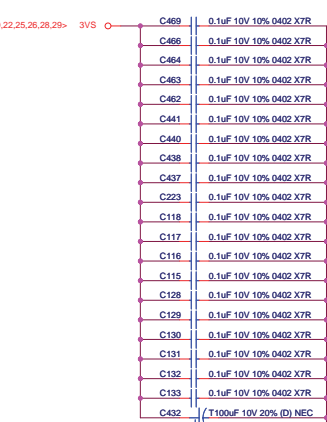 ,22,25,26,28,29> 3VS
C469 0.1uF 10V 10% 0402 X7R
C466 0.1uF 10V 10% 0402 X7R
C464 0.1uF 10V 10% 0402 X7R
C463 0.1uF 10V 10% 0402 X7R
C462 0.1uF 10V 10% 0402 X7R
C441 0.1uF 10V 10% 0402 X7R
C440 0.1uF 10V 10% 0402 X7R
C438 0.1uF 10V 10% 0402 X7R
C437 0.1uF 10V 10% 0402 X7R
C223 0.1uF 10V 10% 0402 X7R
C118 0.1uF 10V 10% 0402 X7R
C117 0.1uF 10V 10% 0402 X7R
C116 0.1uF 10V 10% 0402 X7R
C115 0.1uF 10V 10% 0402 X7R
C128 0.1uF 10V 10% 0402 X7R
C129 0.1uF 10V 10% 0402 X7R
C130 0.1uF 10V 10% 0402 X7R
C131 0.1uF 10V 10% 0402 X7R
C132 0.1uF 10V 10% 0402 X7R
C133 0.1uF 10V 10% 0402 X7R
C432 T100uF 10V 20% (D) NEC